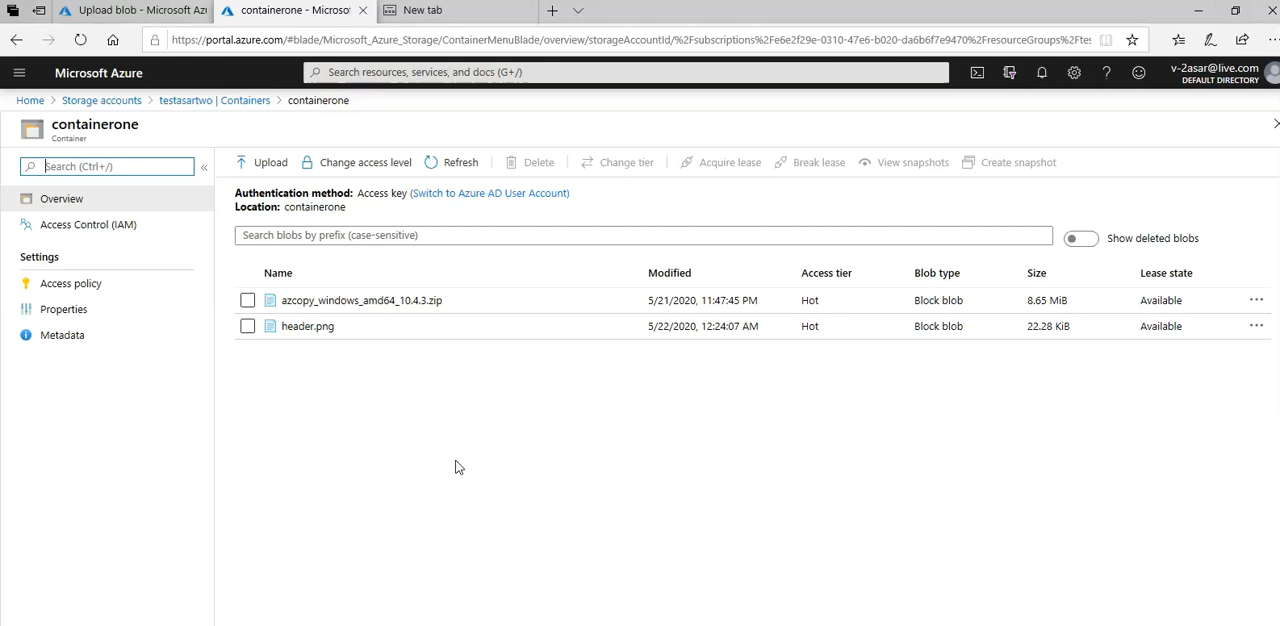 Upload blob - Microsoft Azu
containerone - Microsof
New tab
https://portal.azure.com/#blade/Microsoft_Azure_Storage/ContainerMenuBlade/overview/storageAccountId/%2Fsubscriptions%2Fe6e2f29e-0310-47e6-b020-da6b6f7e9470%2FresourceGroups%2Ftes
Microsoft Azure
Search resources, services, and docs (G+/)
v-2asar@live.com
DEFAULT DIRECTORY
Home > Storage accounts > testasartwo | Containers > containerone
containerone
Container
Search (Ctrl+/)
«
Upload
Change access level
Refresh
Delete
Change tier
Acquire lease
Break lease
View snapshots
Create snapshot
Overview
Access Control (IAM)
Settings
Access policy
Properties
Metadata
Authentication method: Access key (Switch to Azure AD User Account)
Location: containerone
Search blobs by prefix (case-sensitive)
Show deleted blobs
Name Modified Access tier Blob type Size Lease state
azcopy_windows_amd64_10.4.3.zip 5/21/2020, 11:47:45 PM Hot Block blob 8.65 MiB Available
header.png 5/22/2020, 12:24:07 AM Hot Block blob 22.28 KiB Available